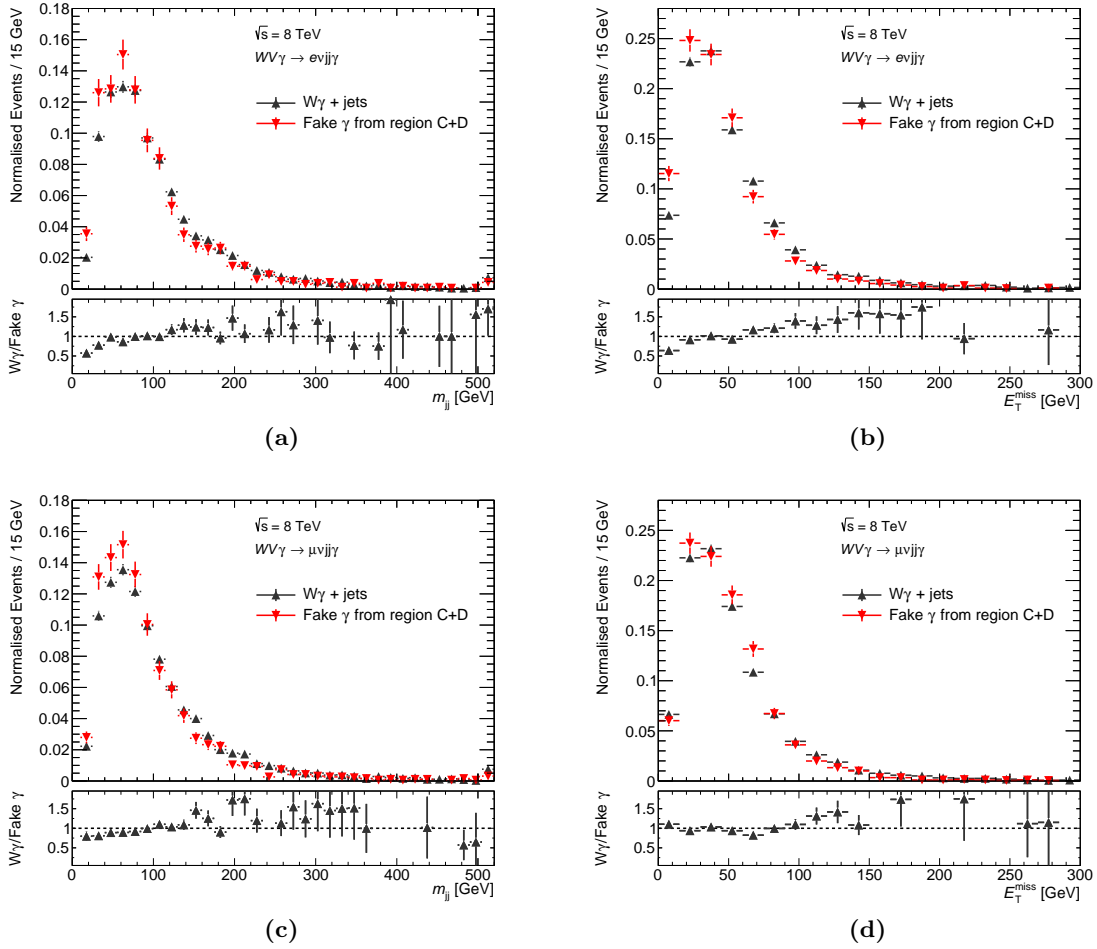 Normalised Events / 15 GeV
0.18
0.16
0.14
0.12
0.1
0.08
0.06
0.04
0.02
0
√s = 8 TeV
WVγ → eνjjγ
Wγ + jets
Fake γ from region C+D
Wγ/Fake γ
1.5
1
0.5
0 100 200 300 400 500
m_jj [GeV]
(a)
Normalised Events / 15 GeV
0.25
0.2
0.15
0.1
0.05
0
√s = 8 TeV
WVγ → eνjjγ
Wγ + jets
Fake γ from region C+D
Wγ/Fake γ
1.5
1
0.5
0 50 100 150 200 250 300
E_T^miss [GeV]
(b)
Normalised Events / 15 GeV
0.18
0.16
0.14
0.12
0.1
0.08
0.06
0.04
0.02
0
√s = 8 TeV
WVγ → μνjjγ
Wγ + jets
Fake γ from region C+D
Wγ/Fake γ
1.5
1
0.5
0 100 200 300 400 500
m_jj [GeV]
(c)
Normalised Events / 15 GeV
0.25
0.2
0.15
0.1
0.05
0
√s = 8 TeV
WVγ → μνjjγ
Wγ + jets
Fake γ from region C+D
Wγ/Fake γ
1.5
1
0.5
0 50 100 150 200 250 300
E_T^miss [GeV]
(d)